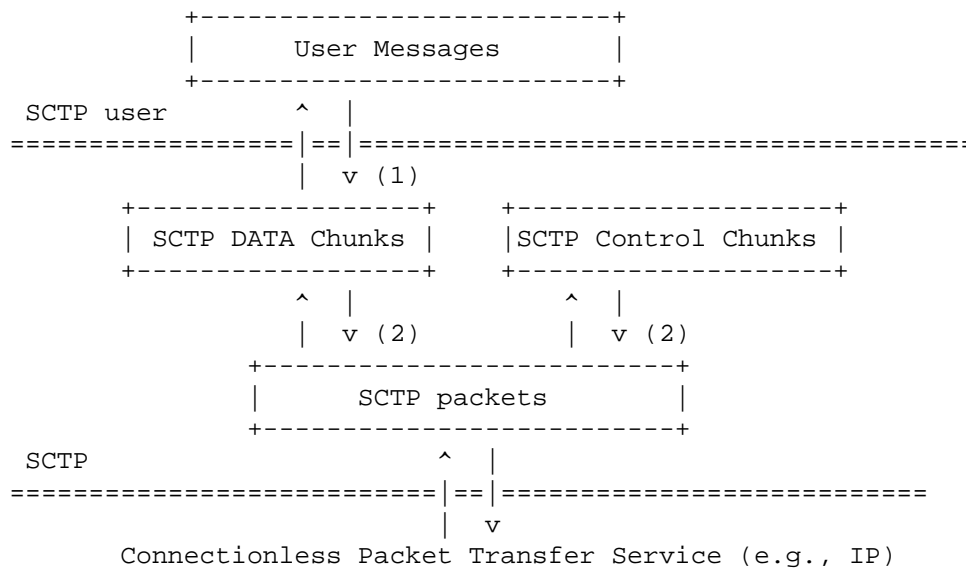 User Messages
SCTP user
(1)
SCTP DATA Chunks SCTP Control Chunks
(2) (2)
SCTP packets
SCTP
Connectionless Packet Transfer Service (e.g., IP)